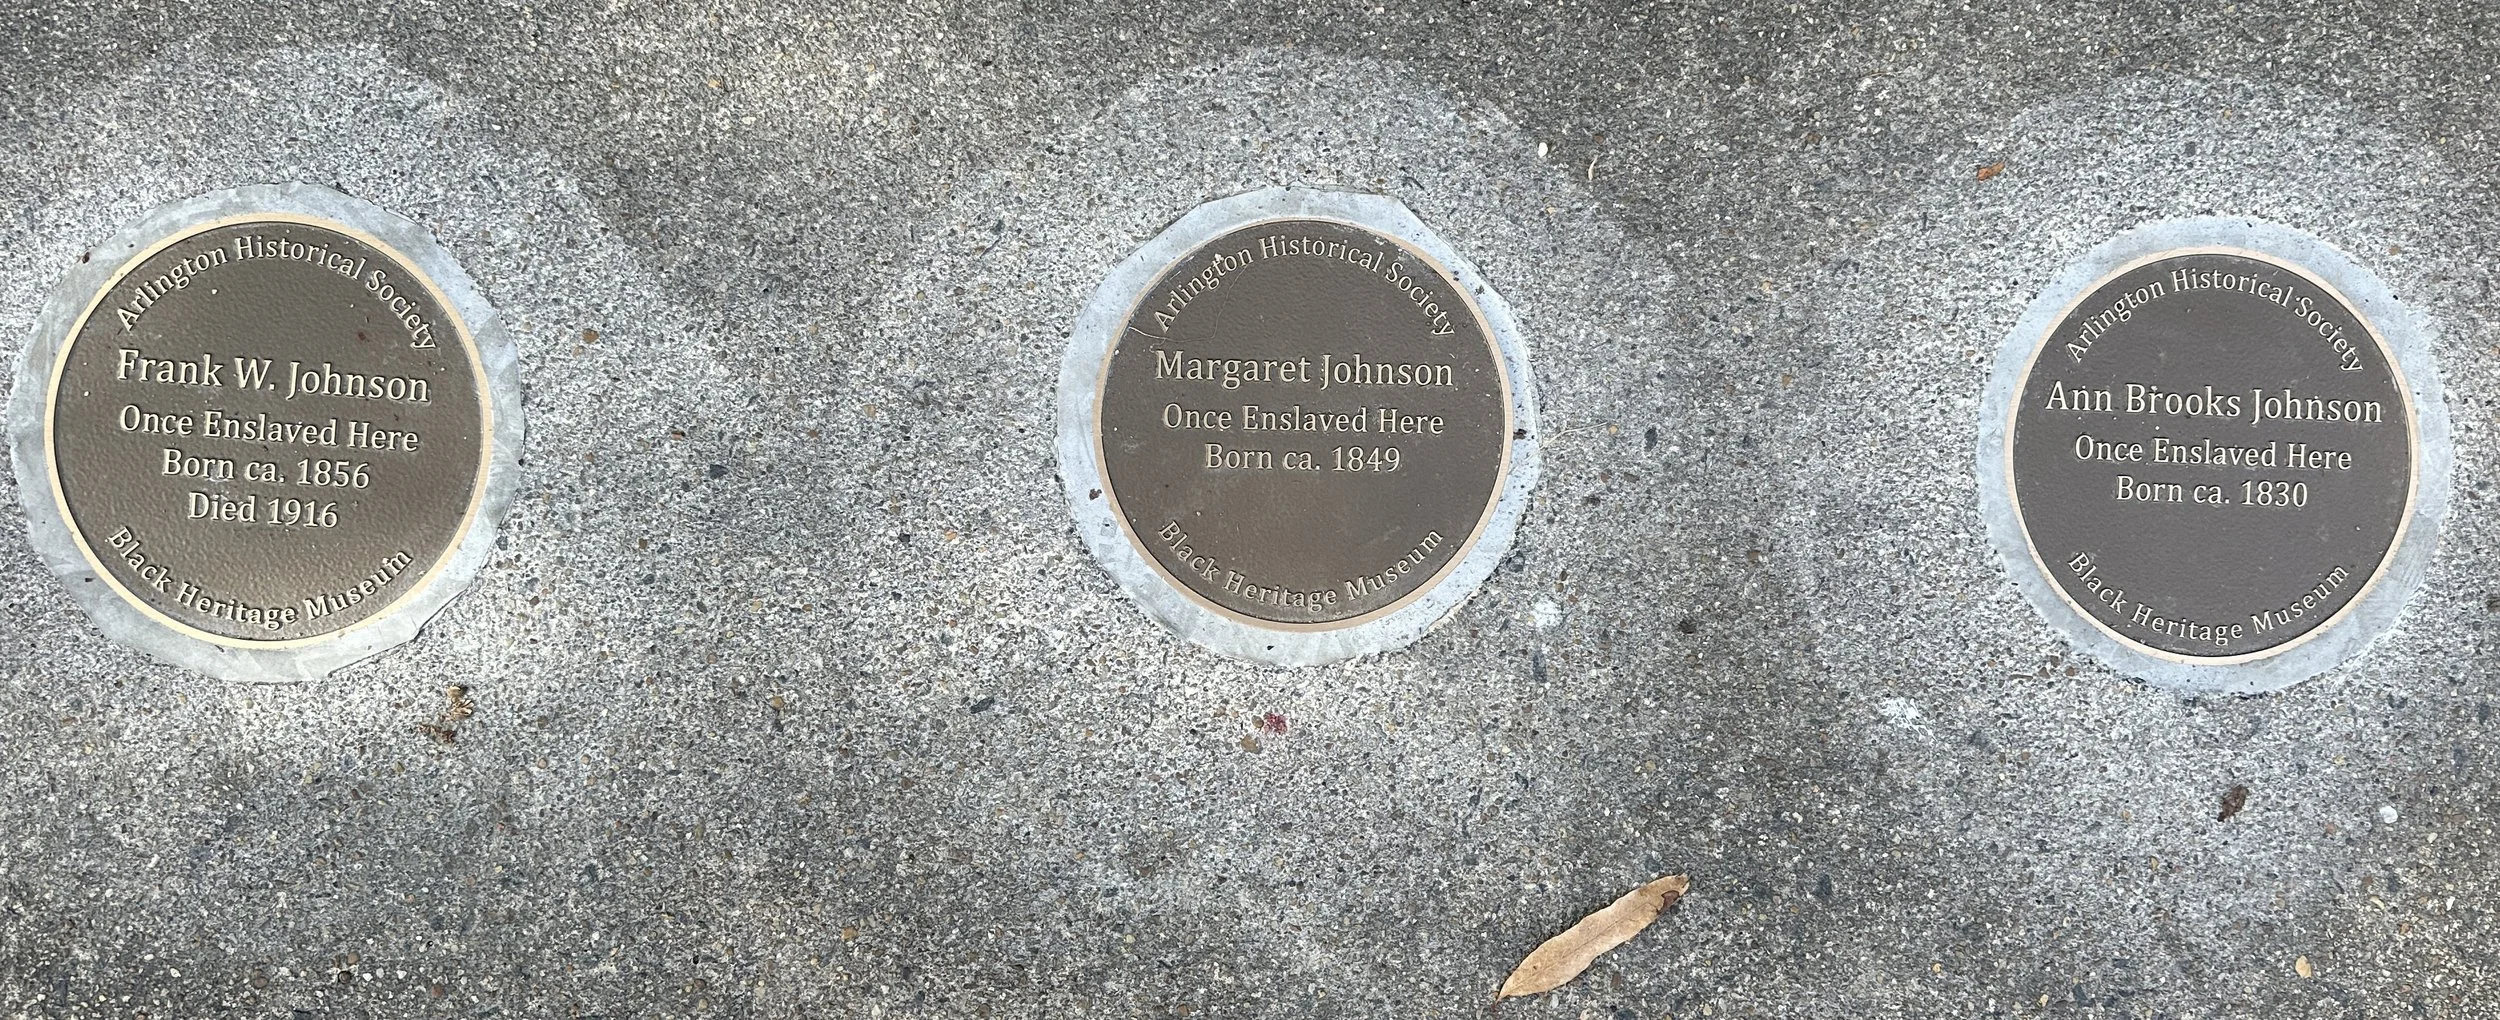 Arlington Historical Society
Frank W. Johnson
Once Enslaved Here
Born ca. 1856
Died 1916
Black Heritage Museum
Arlington Historical Society
Margaret Johnson
Once Enslaved Here
Born ca. 1849
Black Heritage Museum
Arlington Historical Society
Ann Brooks Johnson
Once Enslaved Here
Born ca. 1830
Black Heritage Museum